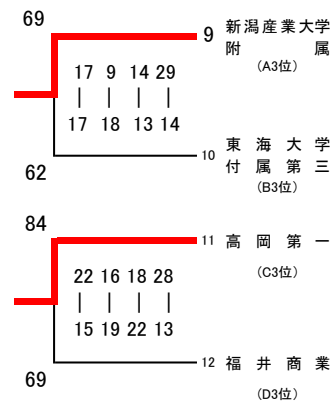 69
9 新潟産業大学
附属
(A3位)
17 9 14 29
| | | |
17 18 13 14
10 東海大学
付属第三
(B3位)
62
84
11 高岡第一
(C3位)
22 16 18 28
| | | |
15 19 22 13
12 福井商業
(D3位)
69